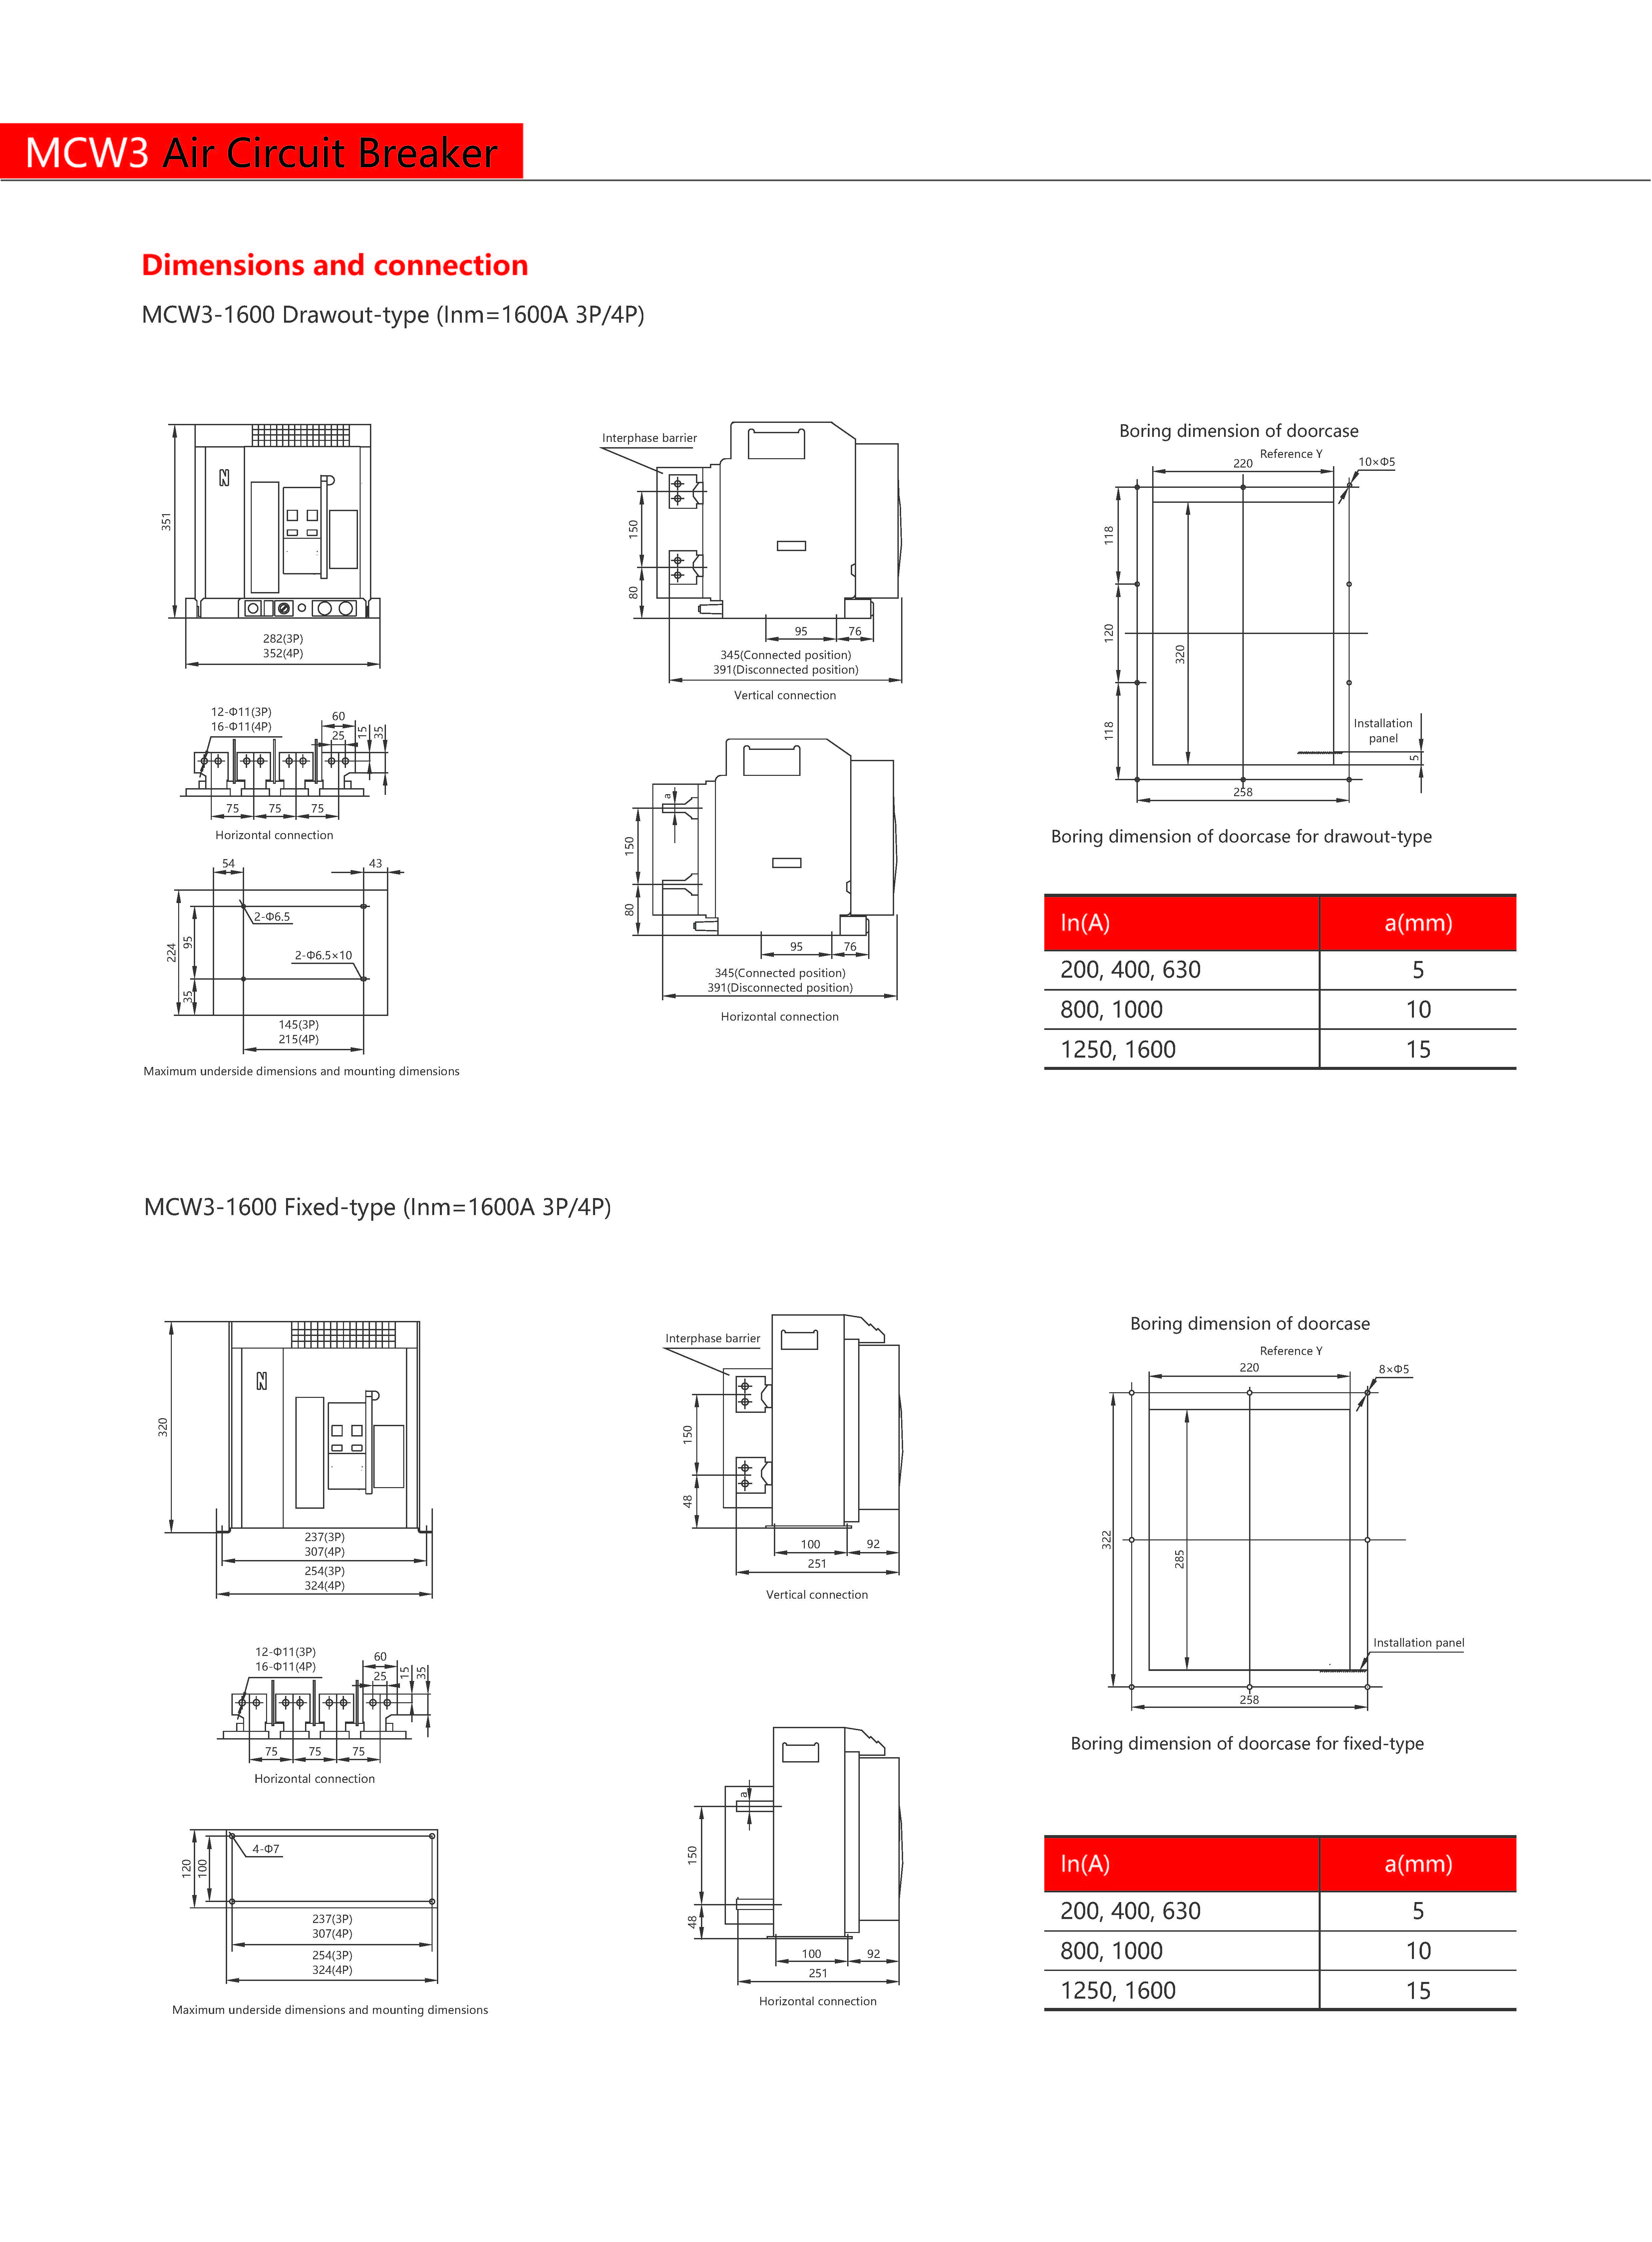 MCW3 Air Circuit Breaker
Dimensions and connection
MCW3-1600 Drawout-type (Inm=1600A 3P/4P)
351
282(3P)
352(4P)
12-Φ11(3P)
16-Φ11(4P)
60
25
15
35
75
75
75
Horizontal connection
54
43
2-Φ6.5
2-Φ6.5×10
224
95
35
145(3P)
215(4P)
Maximum underside dimensions and mounting dimensions
Interphase barrier
150
80
95
76
345(Connected position)
391(Disconnected position)
Vertical connection
a
150
80
95
76
345(Connected position)
391(Disconnected position)
Horizontal connection
Boring dimension of doorcase
Reference Y
220
10×Φ5
118
120
118
320
Installation
panel
5
258
Boring dimension of doorcase for drawout-type
In(A) a(mm)
200, 400, 630 5
800, 1000 10
1250, 1600 15
MCW3-1600 Fixed-type (Inm=1600A 3P/4P)
320
237(3P)
307(4P)
254(3P)
324(4P)
12-Φ11(3P)
16-Φ11(4P)
60
25
15
35
75
75
75
Horizontal connection
4-Φ7
120
100
237(3P)
307(4P)
254(3P)
324(4P)
Maximum underside dimensions and mounting dimensions
Interphase barrier
150
48
100
92
251
Vertical connection
a
150
48
100
92
251
Horizontal connection
Boring dimension of doorcase
Reference Y
220
8×Φ5
322
285
Installation panel
258
Boring dimension of doorcase for fixed-type
In(A) a(mm)
200, 400, 630 5
800, 1000 10
1250, 1600 15